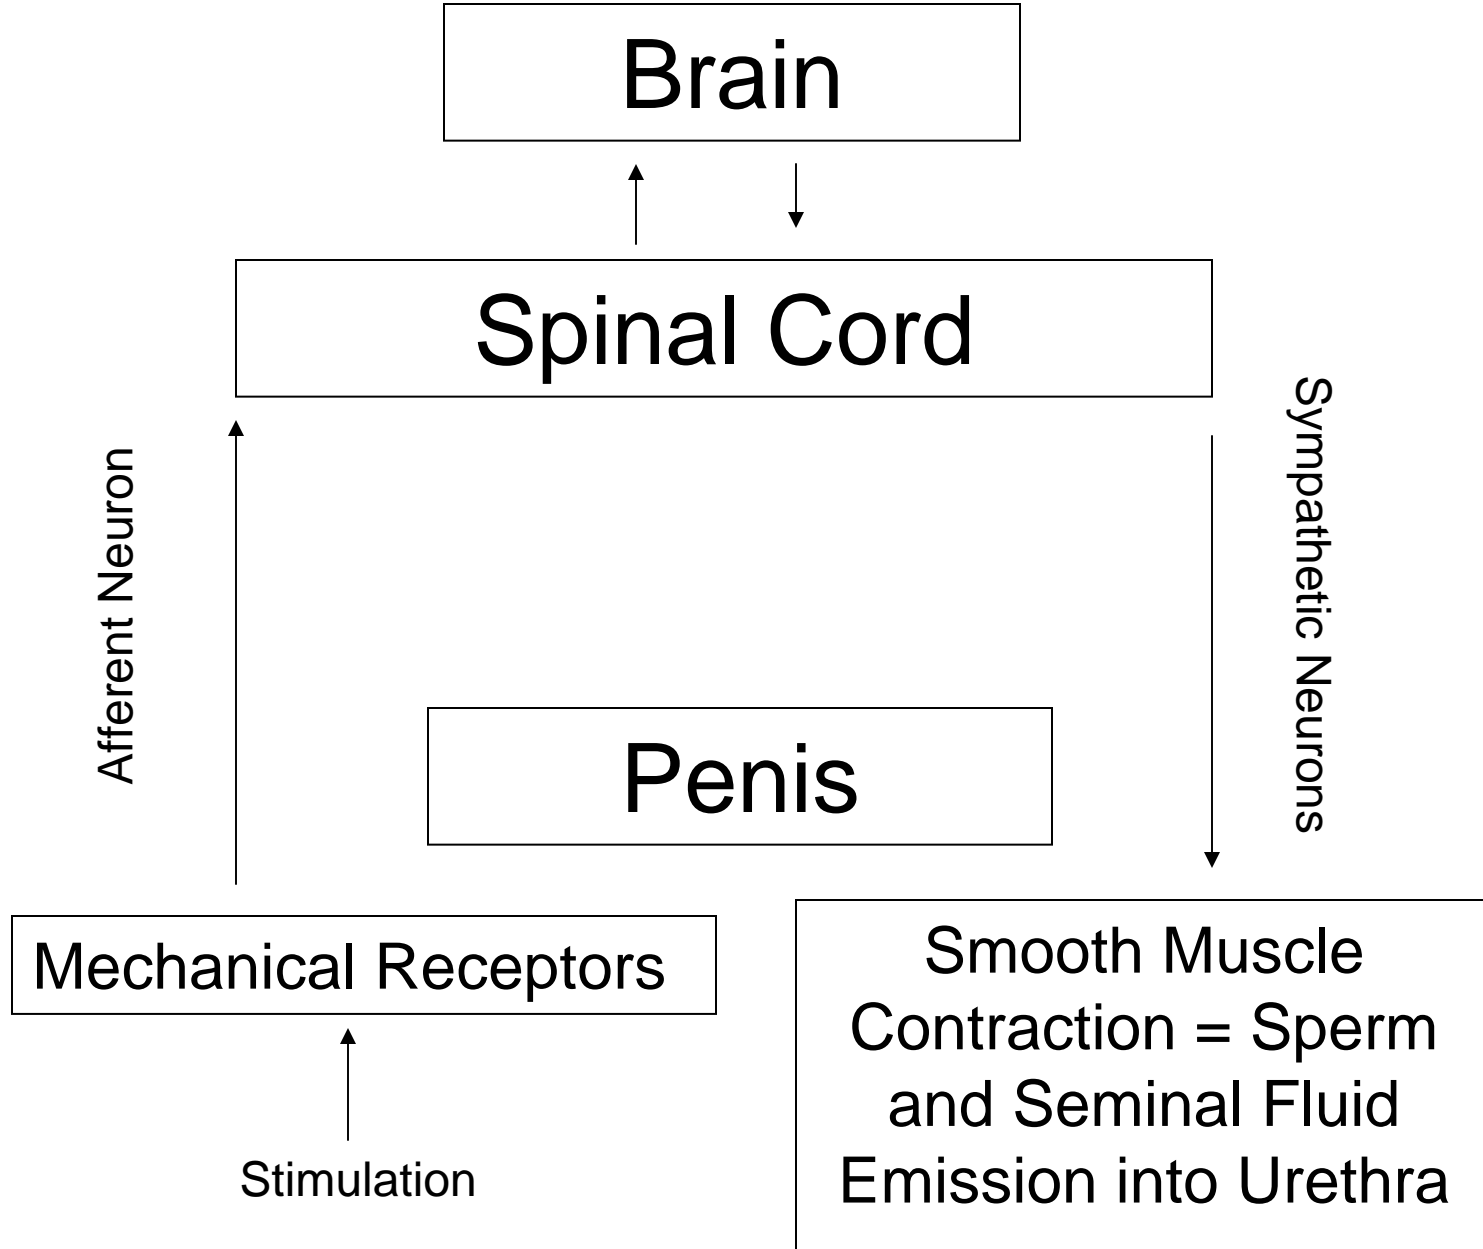 Brain
Spinal Cord
Afferent Neuron
Sympathetic Neurons
Penis
Mechanical Receptors
Stimulation
Smooth Muscle
Contraction = Sperm
and Seminal Fluid
Emission into Urethra